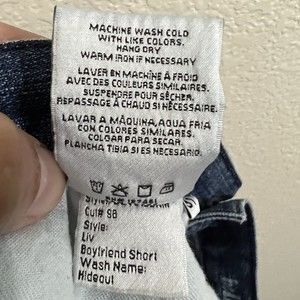 MACHINE WASH COLD
WITH LIKE COLORS.
HANG DRY
WARM IRON IF NECESSARY
LAVER EN MACHINE À FROID
AVEC DES COULEURS SIMILAIRES.
SUSPENDRE POUR SÉCHER.
REPASSAGE À CHAUD SI NÉCESSAIRE.
LAVAR A MÁQUINA, AGUA FRIA
CON COLORES SIMILARES.
COLGAR PARA SECAR.
PLANCHA TIBIA SI ES NECESARIO.
Style
Cut# 98
Style:
Liv
Boyfriend Short
Wash Name:
Hideout